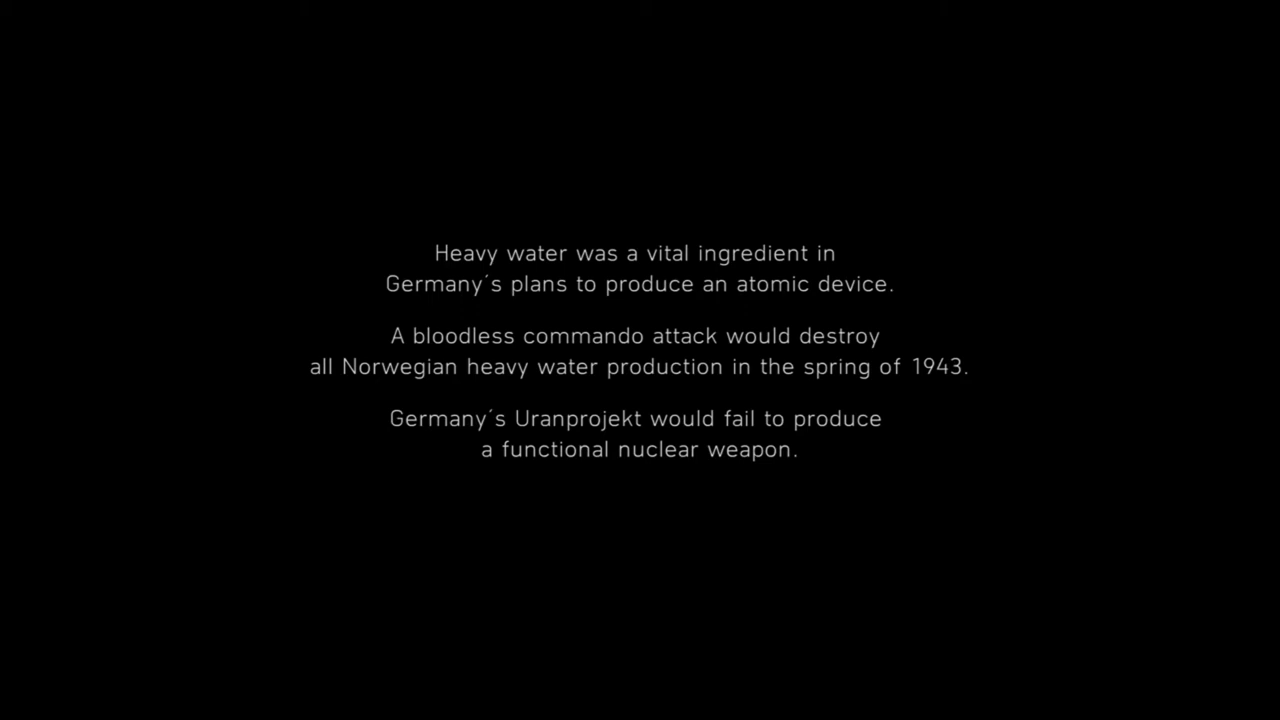 Heavy water was a vital ingredient in
Germany´s plans to produce an atomic device.
A bloodless commando attack would destroy
all Norwegian heavy water production in the spring of 1943.
Germany´s Uranprojekt would fail to produce
a functional nuclear weapon.